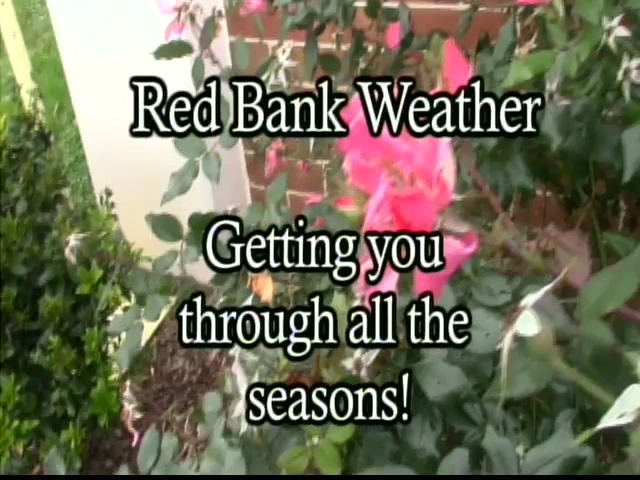 Red Bank Weather
Getting you
through all the
seasons!